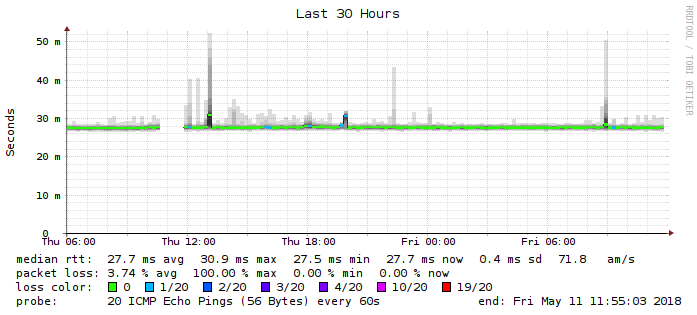 Last 30 Hours
RRDTOOL / TOBI OETIKER
Seconds
50 m
40 m
30 m
20 m
10 m
0
Thu 06:00 Thu 12:00 Thu 18:00 Fri 00:00 Fri 06:00
median rtt: 27.7 ms avg 30.9 ms max 27.5 ms min 27.7 ms now 0.4 ms sd 71.8 am/s
packet loss: 3.74 % avg 100.00 % max 0.00 % min 0.00 % now
loss color: 0 1/20 2/20 3/20 4/20 10/20 19/20
probe: 20 ICMP Echo Pings (56 Bytes) every 60s end: Fri May 11 11:55:03 2018